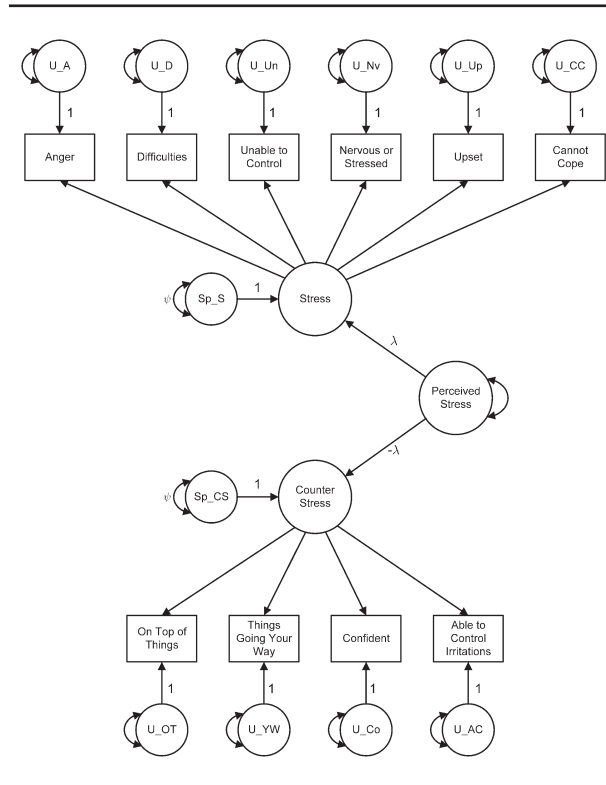 U_A
U_D
U_Un
U_Nv
U_Up
U_CC
1
1
1
1
1
1
Anger
Difficulties
Unable to
Control
Nervous or
Stressed
Upset
Cannot
Cope
ψ
Sp_S
1
Stress
λ
Perceived
Stress
-λ
ψ
Sp_CS
1
Counter
Stress
On Top of
Things
Things
Going Your
Way
Confident
Able to
Control
Irritations
1
1
1
1
U_OT
U_YW
U_Co
U_AC